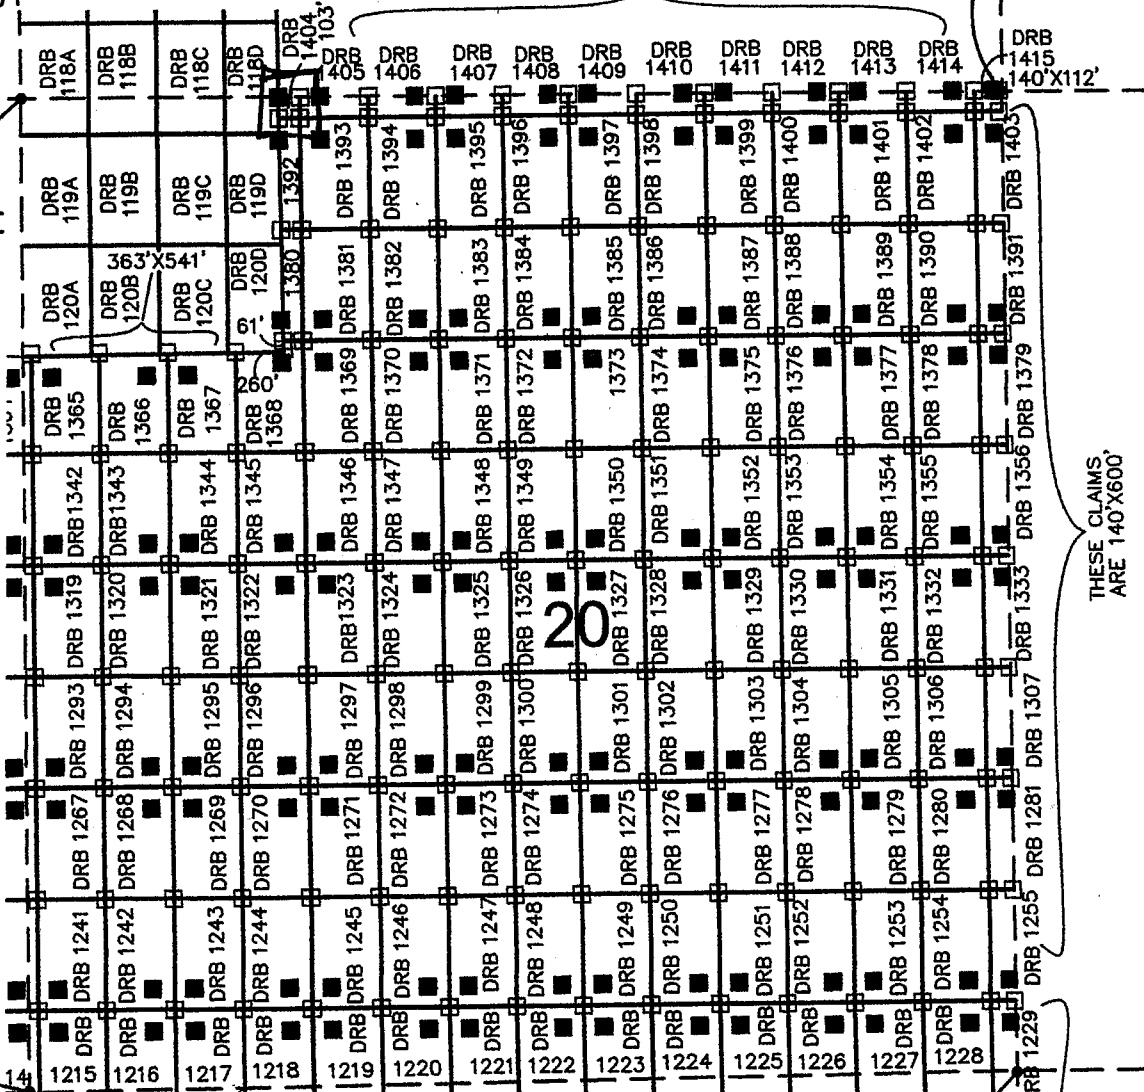 DRB 118A
DRB 118B
DRB 118C
DRB 118D
DRB 1404
103'
DRB 1405
DRB 1406
DRB 1407
DRB 1408
DRB 1409
DRB 1410
DRB 1411
DRB 1412
DRB 1413
DRB 1414
DRB 1415
140'X112'
DRB 119A
DRB 119B
DRB 119C
DRB 119D
1392
DRB 1393
DRB 1394
DRB 1395
DRB 1396
DRB 1397
DRB 1398
DRB 1399
DRB 1400
DRB 1401
DRB 1402
DRB 1403
DRB 120A
DRB 120B
DRB 120C
DRB 120D
363'X541'
1380
DRB 1381
DRB 1382
DRB 1383
DRB 1384
DRB 1385
DRB 1386
DRB 1387
DRB 1388
DRB 1389
DRB 1390
DRB 1391
61'
260'
DRB 1365
DRB 1366
DRB 1367
DRB 1368
DRB 1369
DRB 1370
DRB 1371
DRB 1372
1373
DRB 1374
DRB 1375
DRB 1376
DRB 1377
DRB 1378
DRB 1379
DRB 1342
DRB 1343
DRB 1344
DRB 1345
DRB 1346
DRB 1347
DRB 1348
DRB 1349
DRB 1350
DRB 1351
DRB 1352
DRB 1353
DRB 1354
DRB 1355
DRB 1356
THESE CLAIMS
ARE 140'X600'
DRB 1319
DRB 1320
DRB 1321
DRB 1322
DRB 1323
DRB 1324
DRB 1325
DRB 1326
DRB 1327
DRB 1328
DRB 1329
DRB 1330
DRB 1331
DRB 1332
DRB 1333
20
DRB 1293
DRB 1294
DRB 1295
DRB 1296
DRB 1297
DRB 1298
DRB 1299
DRB 1300
DRB 1301
DRB 1302
DRB 1303
DRB 1304
DRB 1305
DRB 1306
DRB 1307
DRB 1267
DRB 1268
DRB 1269
DRB 1270
DRB 1271
DRB 1272
DRB 1273
DRB 1274
DRB 1275
DRB 1276
DRB 1277
DRB 1278
DRB 1279
DRB 1280
DRB 1281
DRB 1241
DRB 1242
DRB 1243
DRB 1244
DRB 1245
DRB 1246
DRB 1247
DRB 1248
DRB 1249
DRB 1250
DRB 1251
DRB 1252
DRB 1253
DRB 1254
DRB 1255
14
DRB 1215
DRB 1216
DRB 1217
DRB 1218
DRB 1219
DRB 1220
DRB 1221
DRB 1222
DRB 1223
DRB 1224
DRB 1225
DRB 1226
DRB 1227
DRB 1228
DRB 1229